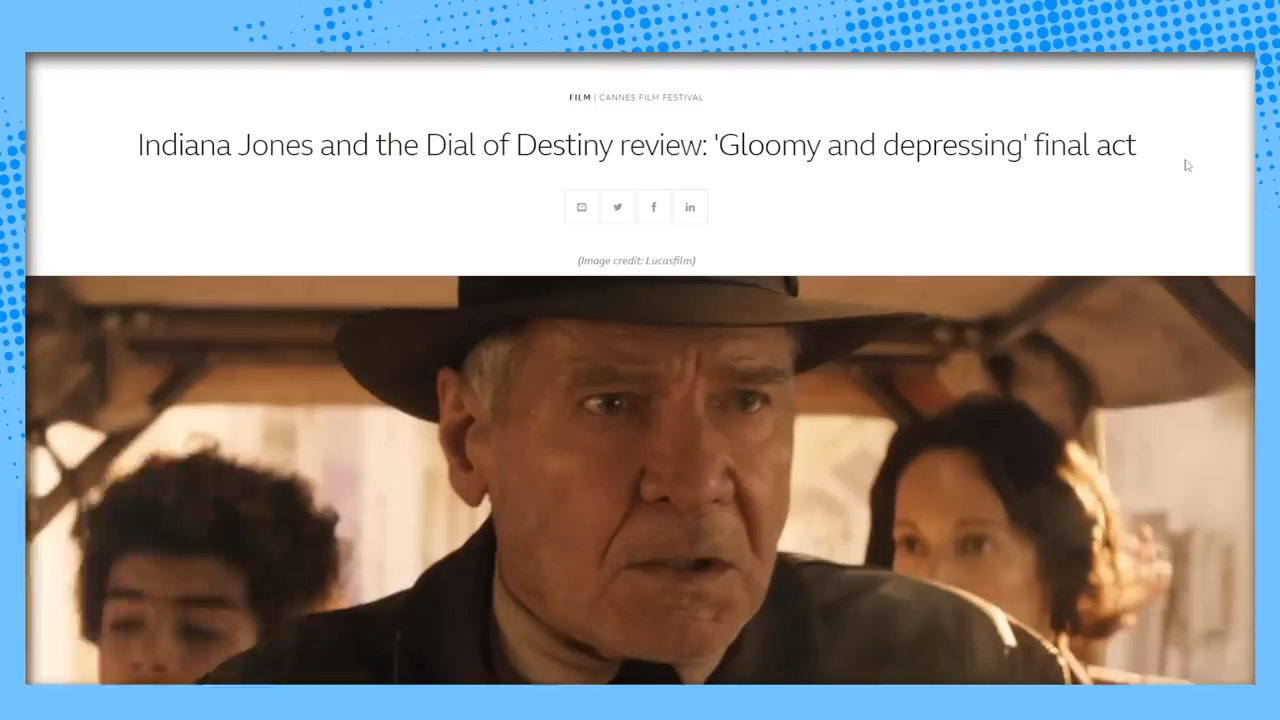 FILM | CANNES FILM FESTIVAL
Indiana Jones and the Dial of Destiny review: 'Gloomy and depressing' final act
(Image credit: Lucasfilm)